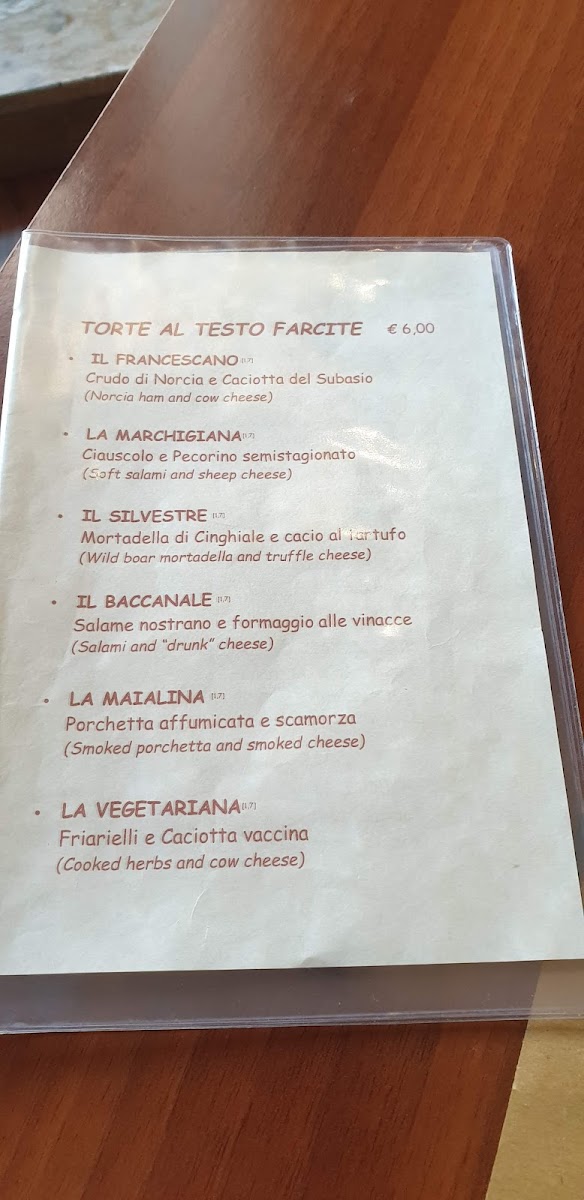 TORTE AL TESTO FARCITE € 6,00
• IL FRANCESCANO [1,7]
Crudo di Norcia e Caciotta del Subasio
(Norcia ham and cow cheese)
• LA MARCHIGIANA [1,7]
Ciauscolo e Pecorino semistagionato
(Soft salami and sheep cheese)
• IL SILVESTRE [1,7]
Mortadella di Cinghiale e cacio al tartufo
(Wild boar mortadella and truffle cheese)
• IL BACCANALE [1,7]
Salame nostrano e formaggio alle vinacce
(Salami and "drunk" cheese)
• LA MAIALINA [1,7]
Porchetta affumicata e scamorza
(Smoked porchetta and smoked cheese)
• LA VEGETARIANA [1,7]
Friarielli e Caciotta vaccina
(Cooked herbs and cow cheese)